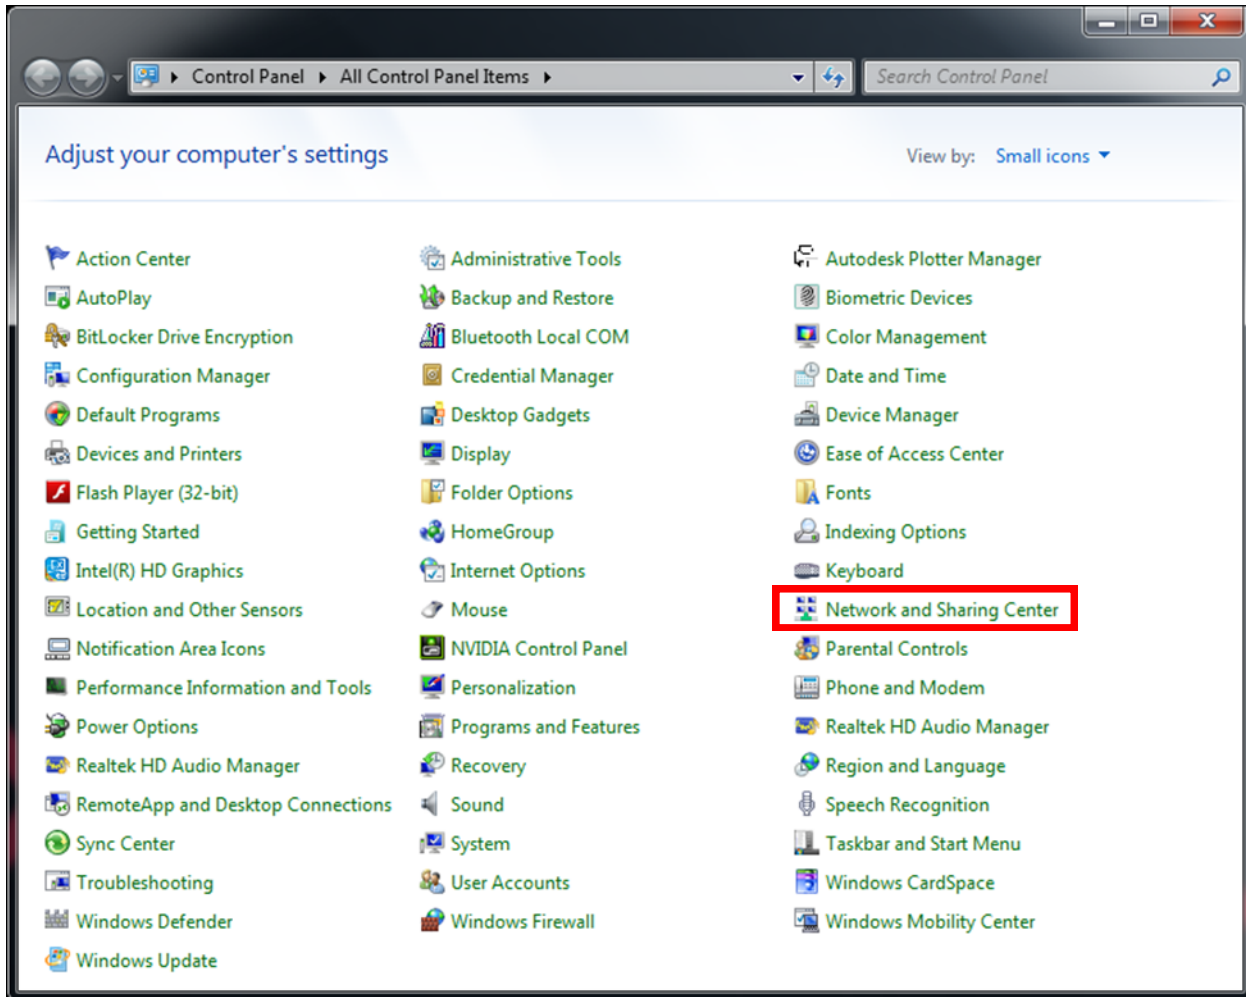 Control Panel All Control Panel Items Search Control Panel
Adjust your computer's settings View by: Small icons
Action Center Administrative Tools Autodesk Plotter Manager
AutoPlay Backup and Restore Biometric Devices
BitLocker Drive Encryption Bluetooth Local COM Color Management
Configuration Manager Credential Manager Date and Time
Default Programs Desktop Gadgets Device Manager
Devices and Printers Display Ease of Access Center
Flash Player (32-bit) Folder Options Fonts
Getting Started HomeGroup Indexing Options
Intel(R) HD Graphics Internet Options Keyboard
Location and Other Sensors Mouse Network and Sharing Center
Notification Area Icons NVIDIA Control Panel Parental Controls
Performance Information and Tools Personalization Phone and Modem
Power Options Programs and Features Realtek HD Audio Manager
Realtek HD Audio Manager Recovery Region and Language
RemoteApp and Desktop Connections Sound Speech Recognition
Sync Center System Taskbar and Start Menu
Troubleshooting User Accounts Windows CardSpace
Windows Defender Windows Firewall Windows Mobility Center
Windows Update